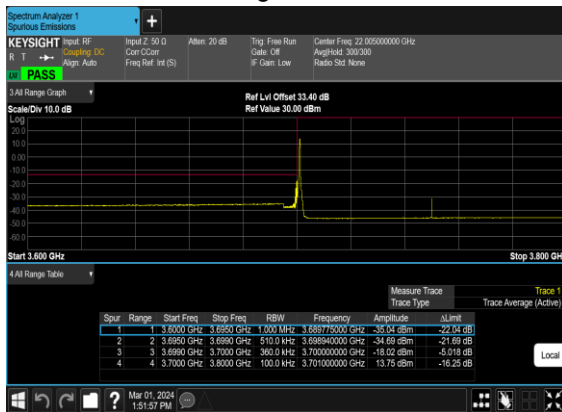 Spectrum Analyzer 1
Spurious Emissions
KEYSIGHT Input: RF Input Z: 50 Ω Atten: 20 dB Trig: Free Run Center Freq: 22.005000000 GHz
R T Coupling: DC Corr CCorr Gate: Off Avg|Hold: 300/300
Align: Auto Freq Ref: Int (S) IF Gain: Low Radio Std: None
PASS
3 All Range Graph Ref Lvl Offset 33.40 dB
Scale/Div 10.0 dB Ref Value 30.00 dBm
Log
20.0
10.0
0.00
-10.0
-20.0
-30.0
-40.0
-50.0
-60.0
Start 3.600 GHz Stop 3.800 GH
4 All Range Table
Measure Trace Trace 1
Trace Type Trace Average (Active)
Spur Range Start Freq Stop Freq RBW Frequency Amplitude ΔLimit
1 1 3.6000 GHz 3.6950 GHz 1.000 MHz 3.689775000 GHz -35.04 dBm -22.04 dB
2 2 3.6950 GHz 3.6990 GHz 510.0 kHz 3.698940000 GHz -34.69 dBm -21.69 dB
3 3 3.6990 GHz 3.7000 GHz 360.0 kHz 3.700000000 GHz -18.02 dBm -5.018 dB
4 4 3.7000 GHz 3.8000 GHz 100.0 kHz 3.701000000 GHz 13.75 dBm -16.25 dB
Local
Mar 01, 2024
1:51:57 PM